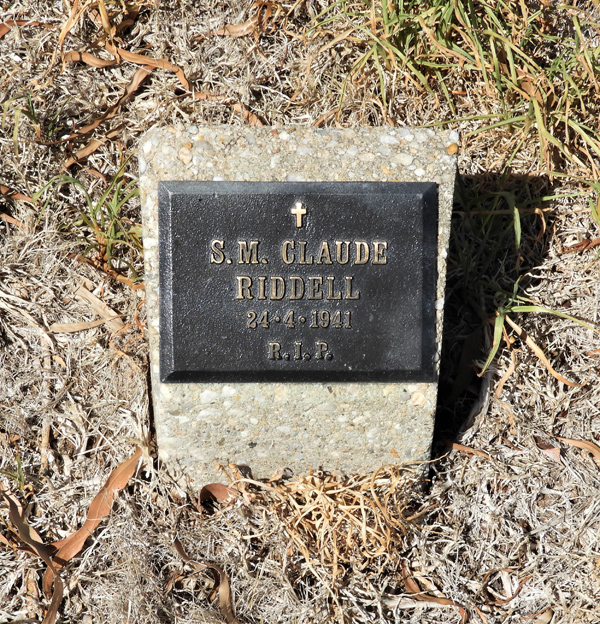 S.M. CLAUDE
RIDDELL
24·4·1941
R.I.P.